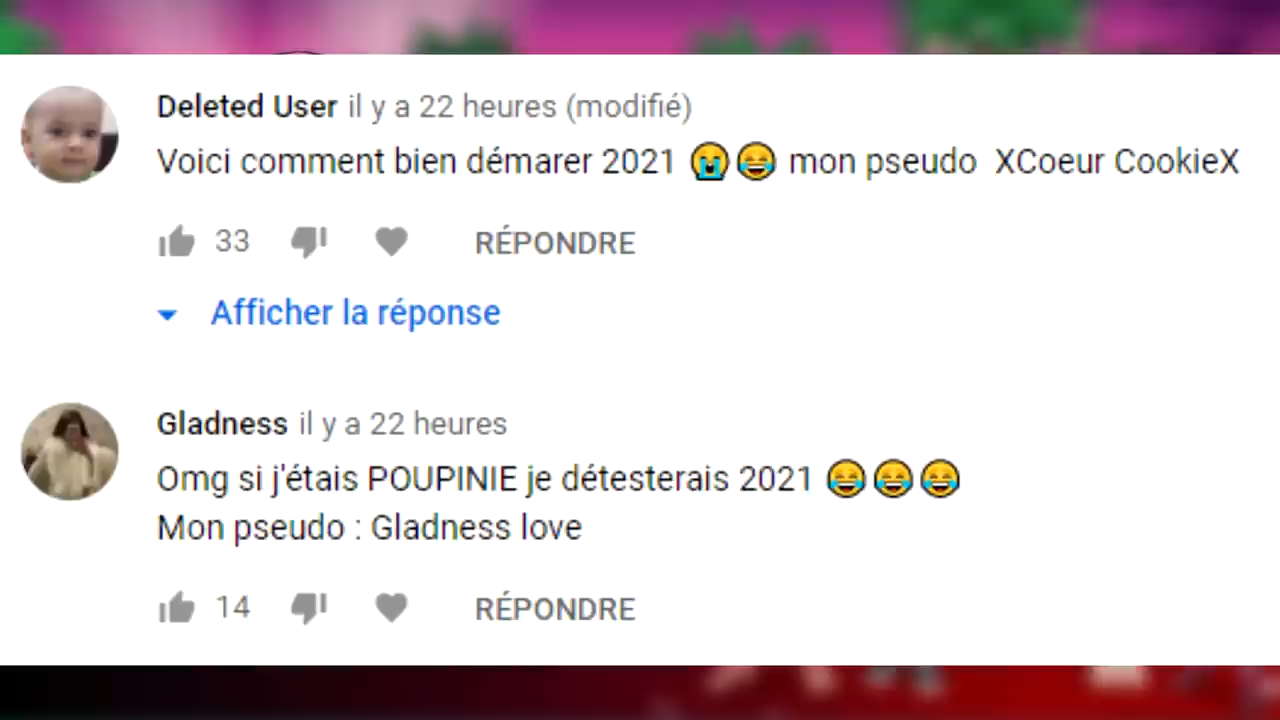 Deleted User il y a 22 heures (modifié)
Voici comment bien démarer 2021 😭😂 mon pseudo XCoeur CookieX
33 RÉPONDRE
Afficher la réponse
Gladness il y a 22 heures
Omg si j'étais POUPINIE je détesterais 2021 😂😂😂
Mon pseudo : Gladness love
14 RÉPONDRE